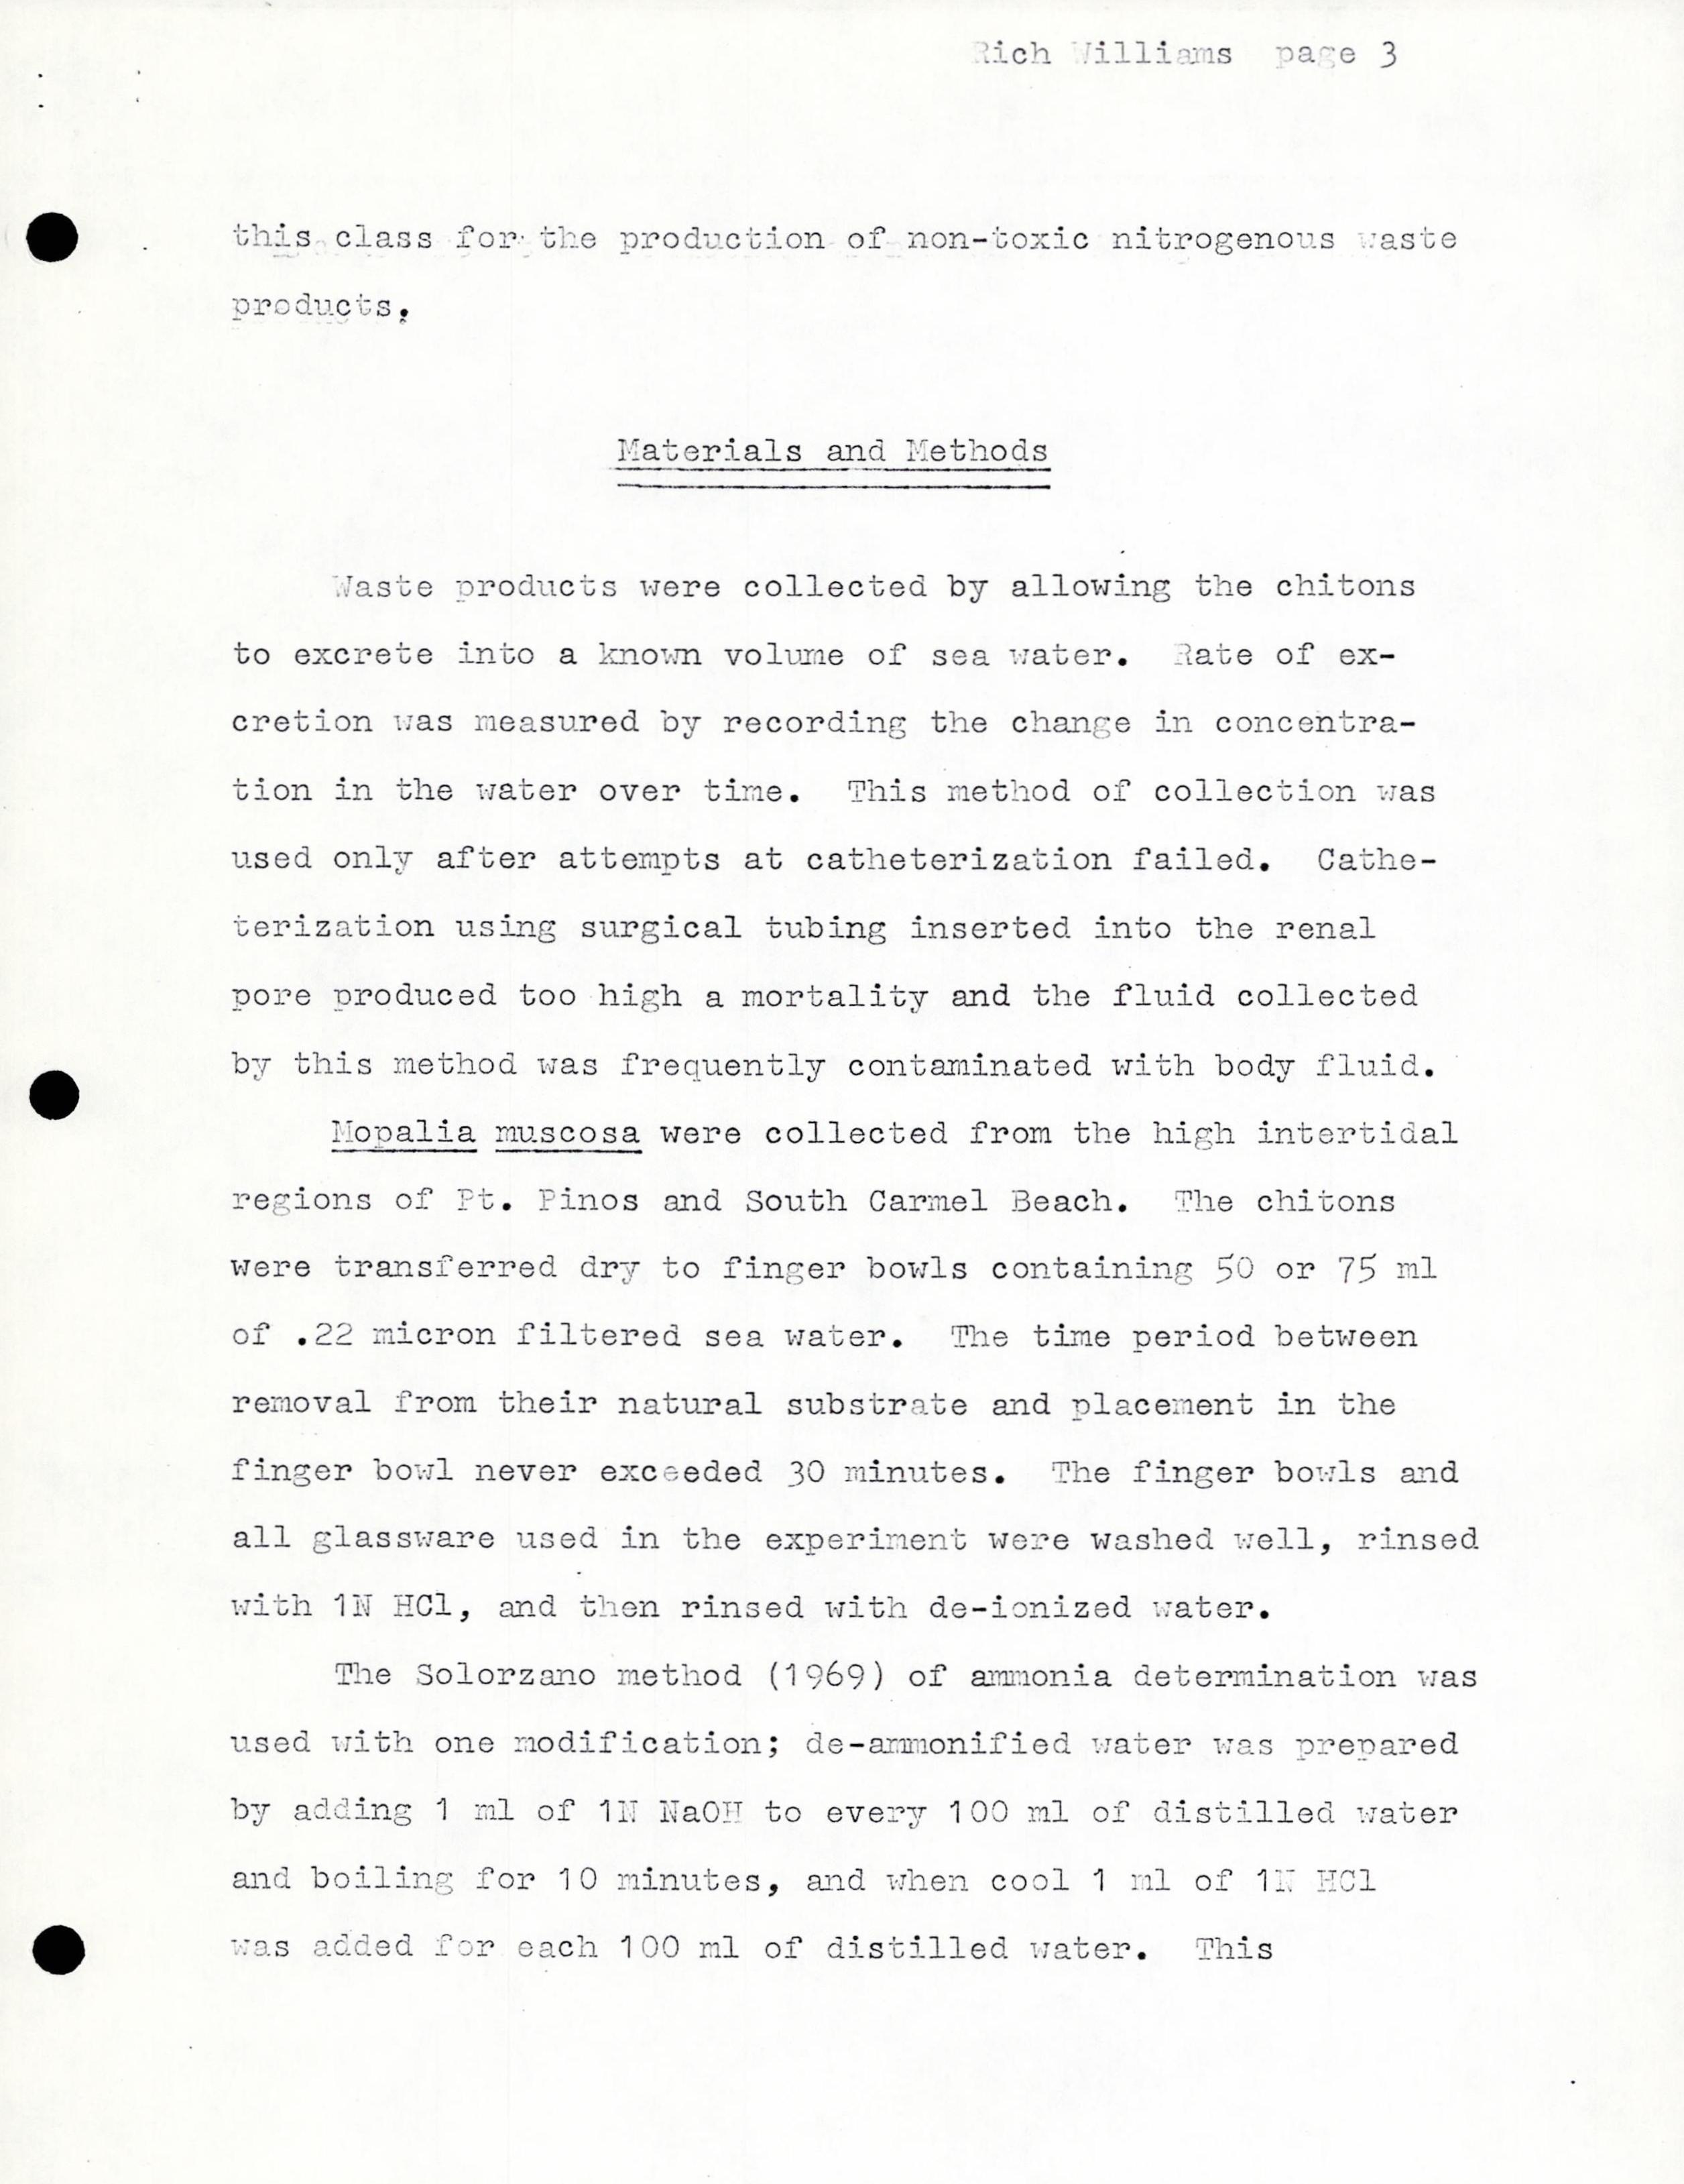 Rich Williams page 3
this class for the production of non-toxic nitrogenous waste
products.
Materials and Methods
Waste products were collected by allowing the chitons
to excrete into a known volume of sea water. Rate of ex-
cretion was measured by recording the change in concentra-
tion in the water over time. This method of collection was
used only after attempts at catheterization failed. Cathe-
terization using surgical tubing inserted into the renal
pore produced too high a mortality and the fluid collected
by this method was frequently contaminated with body fluid.
Mopalia muscosa were collected from the high intertidal
regions of Pt. Pinos and South Carmel Beach. The chitons
were transferred dry to finger bowls containing 50 or 75 ml
of .22 micron filtered sea water. The time period between
removal from their natural substrate and placement in the
finger bowl never exceeded 30 minutes. The finger bowls and
all glassware used in the experiment were washed well, rinsed
with 1N HCl, and then rinsed with de-ionized water.
The Solorzano method (1969) of ammonia determination was
used with one modification; de-ammonified water was prepared
by adding 1 ml of 1N NaOH to every 100 ml of distilled water
and boiling for 10 minutes, and when cool 1 ml of 1N HCl
was added for each 100 ml of distilled water. This